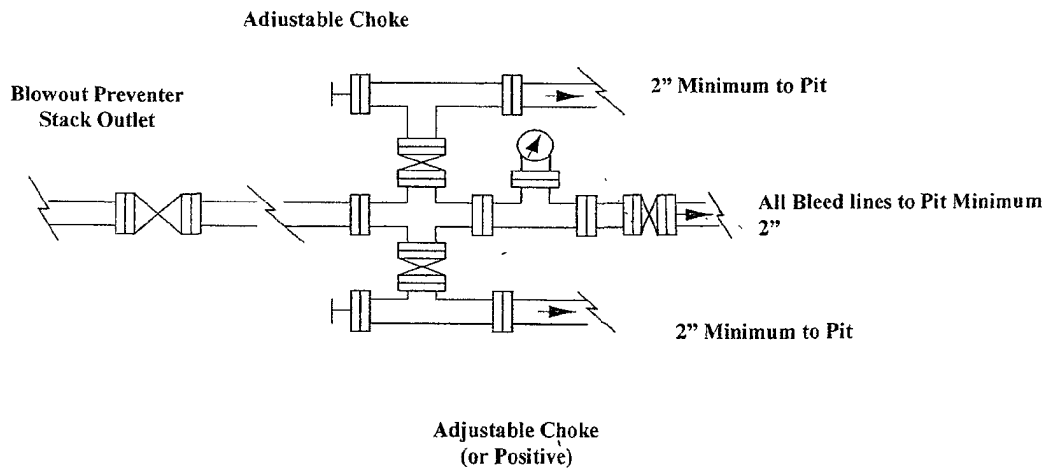 Adjustable Choke
Blowout Preventer
Stack Outlet
2” Minimum to Pit
All Bleed lines to Pit Minimum
2”
2” Minimum to Pit
Adjustable Choke
(or Positive)